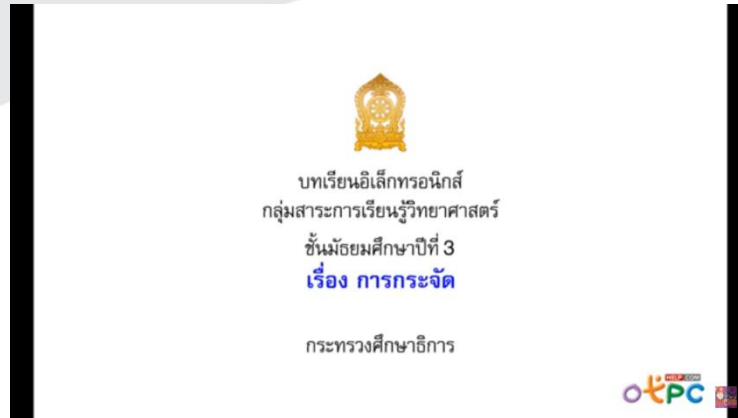 บทเรียนอิเล็กทรอนิกส์
กลุ่มสาระการเรียนรู้วิทยาศาสตร์
ชั้นมัธยมศึกษาปีที่ 3
เรื่อง การกระจัด
กระทรวงศึกษาธิการ
HELP.COM
OTPC